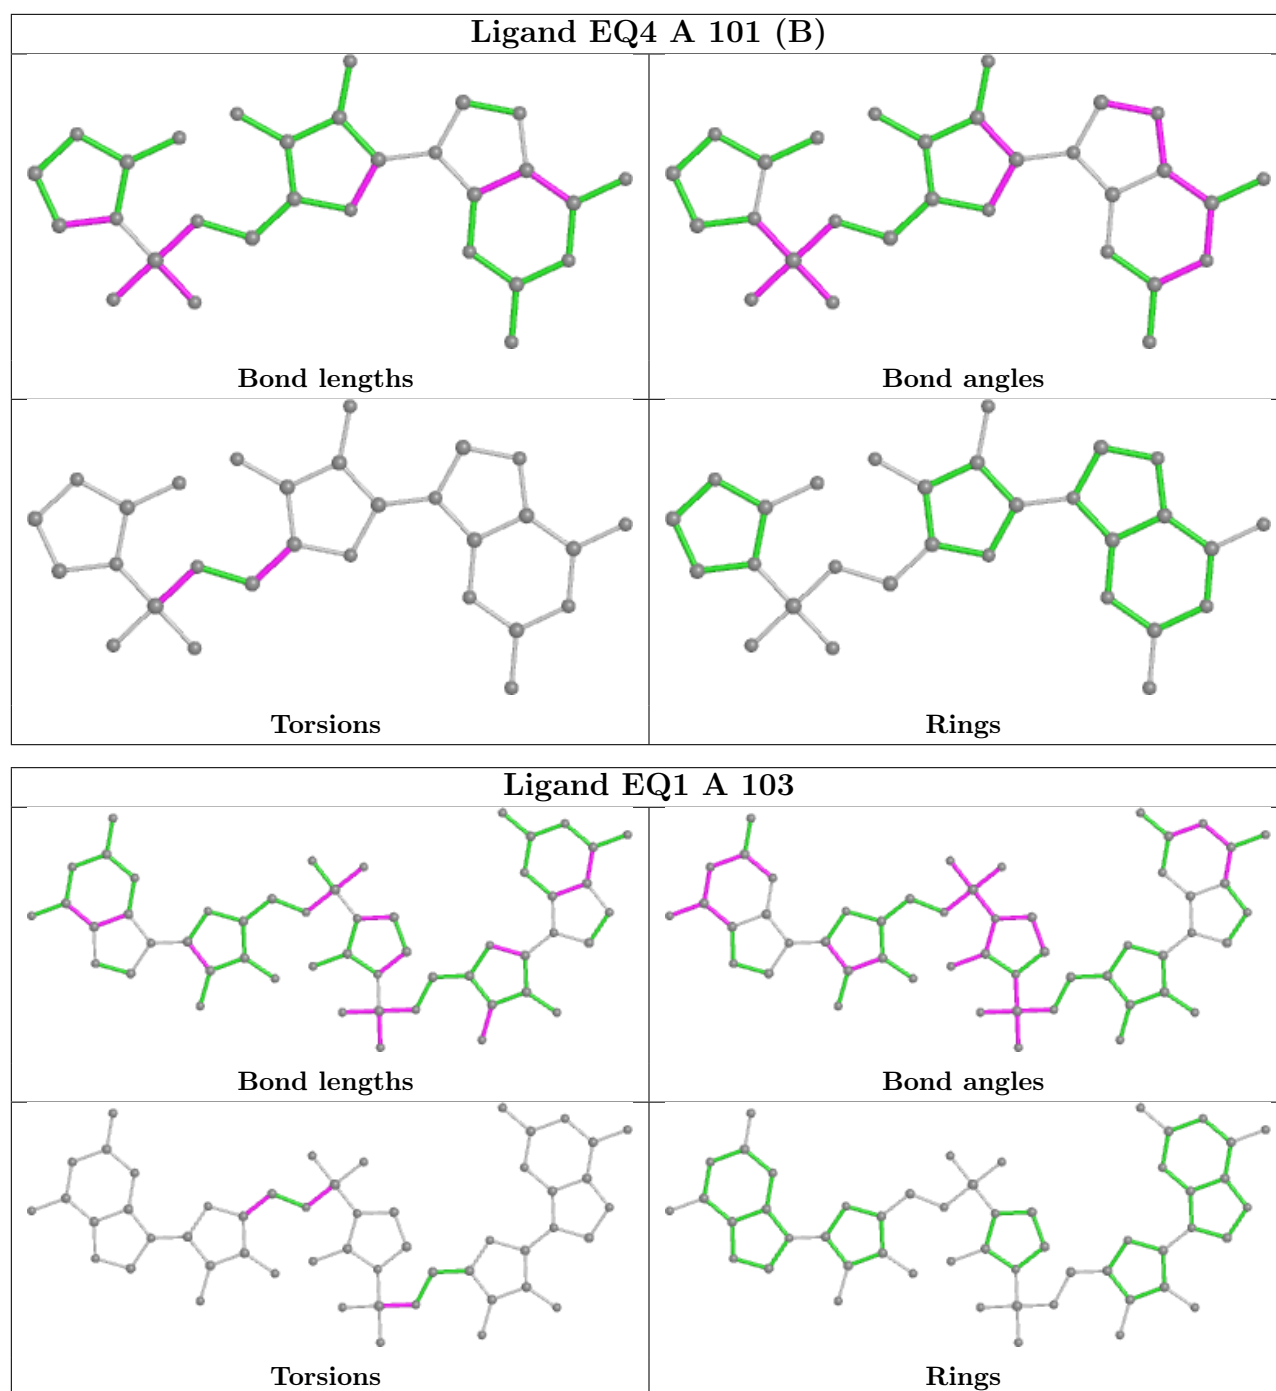 Ligand EQ4 A 101 (B)
Bond lengths
Bond angles
Torsions
Rings
Ligand EQ1 A 103
Bond lengths
Bond angles
Torsions
Rings